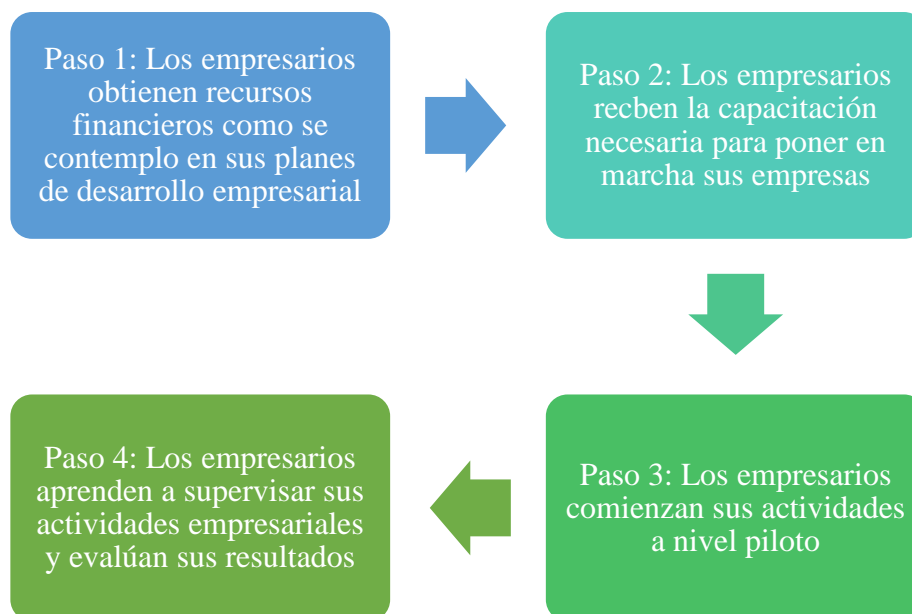 Paso 1: Los empresarios
obtienen recursos
financieros como se
contemplo en sus planes
de desarrollo empresarial
Paso 2: Los empresarios
recben la capacitación
necesaria para poner en
marcha sus empresas
Paso 3: Los empresarios
comienzan sus actividades
a nivel piloto
Paso 4: Los empresarios
aprenden a supervisar sus
actividades empresariales
y evalúan sus resultados